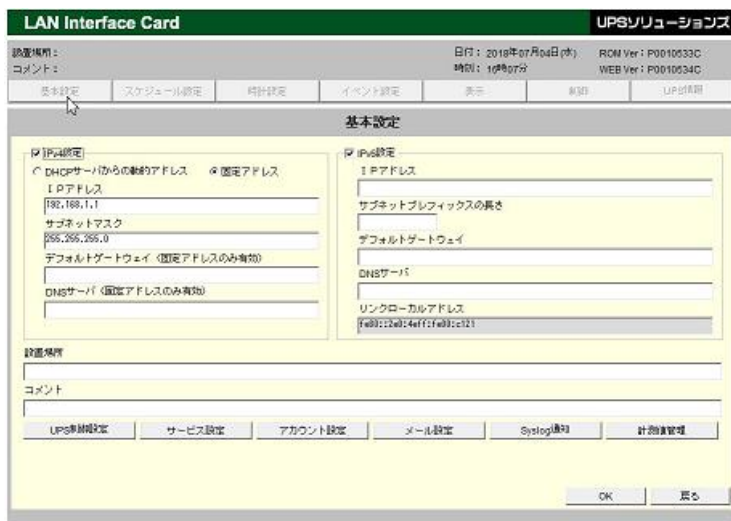 LAN Interface Card
UPSソリューションズ
設置場所：
コメント：
日付：2018年07月04日(水)
時刻：16時07分
ROM Ver：P0010533C
WEB Ver：P0010534C
基本設定 スケジュール設定 時計設定 イベント設定 表示 制御 UPS情報
基本設定
IPv4設定
DHCPサーバからの動的アドレス 固定アドレス
ＩＰアドレス
192.168.1.1
サブネットマスク
255.255.255.0
デフォルトゲートウェイ（固定アドレスのみ有効）
DNSサーバ（固定アドレスのみ有効）
IPv6設定
ＩＰアドレス
サブネットプレフィックスの長さ
デフォルトゲートウェイ
DNSサーバ
リンクローカルアドレス
設置場所
コメント
UPS制御設定 サービス設定 アカウント設定 メール設定 Syslog通知 計測値管理
OK 戻る